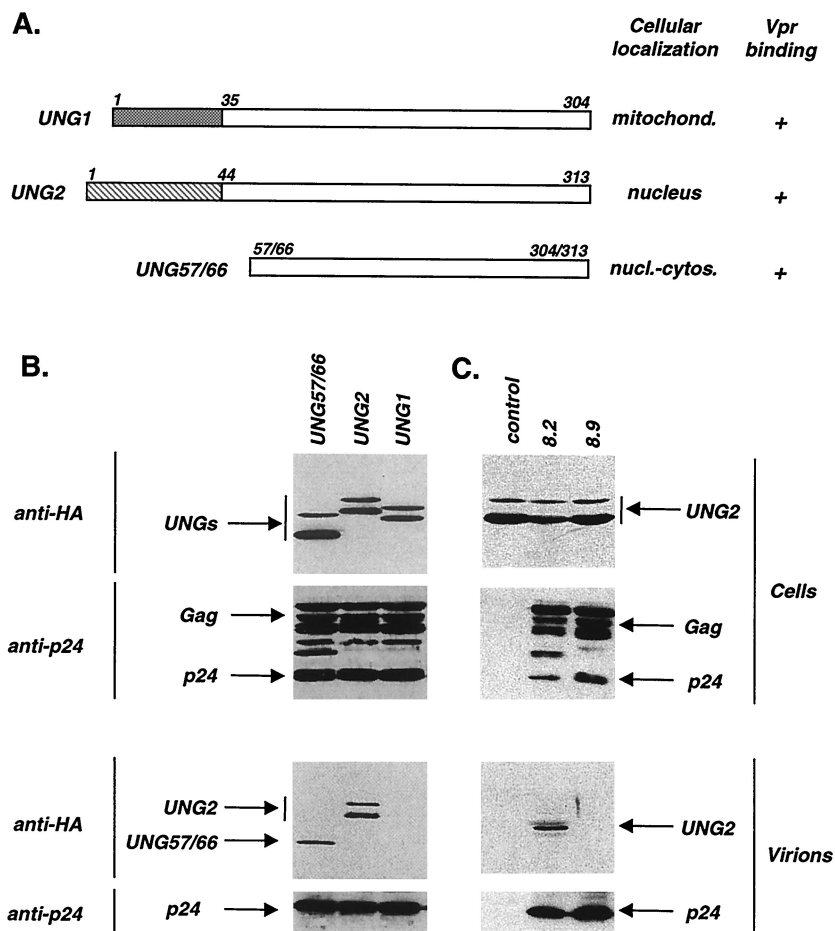 A.
Cellular localization
Vpr binding
UNG1
1
35
304
mitochond.
+
UNG2
1
44
313
nucleus
+
UNG57/66
57/66
304/313
nucl.-cytos.
+
B.
UNG57/66
UNG2
UNG1
C.
control
8.2
8.9
anti-HA
UNGs
UNG2
anti-p24
Gag
p24
Gag
p24
Cells
anti-HA
UNG2
UNG57/66
UNG2
Virions
anti-p24
p24
p24